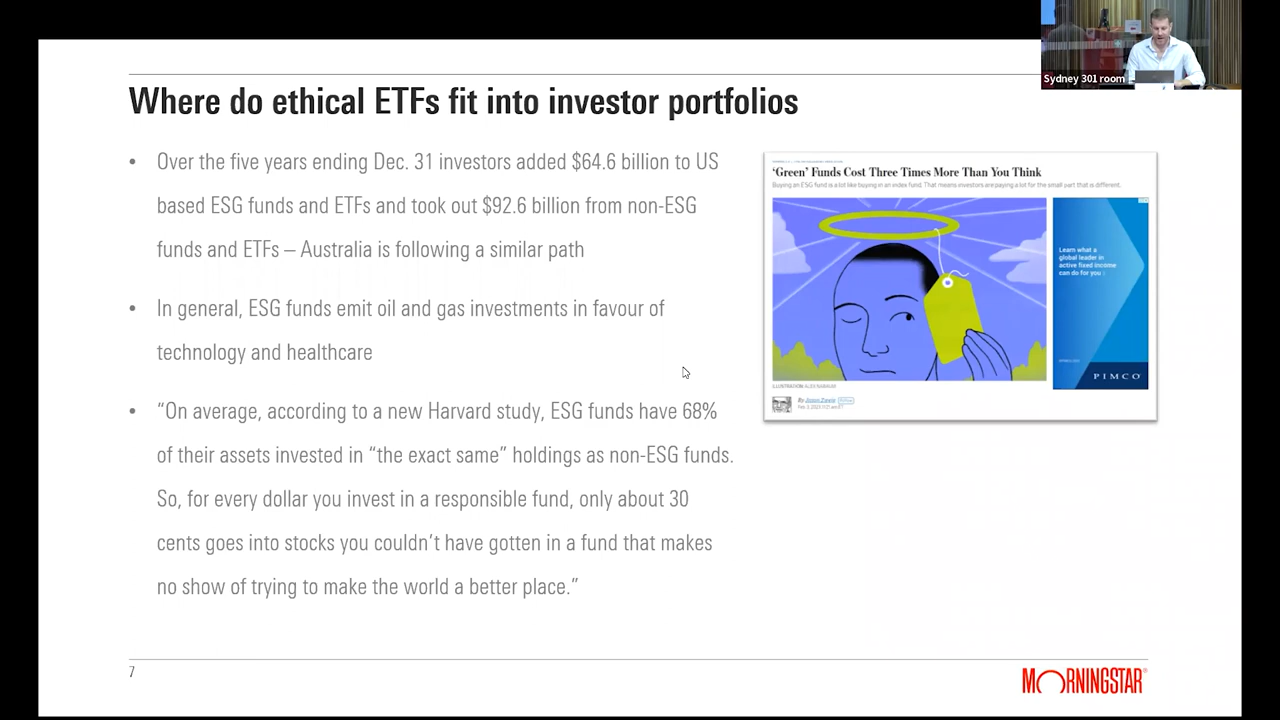 Sydney 301 room
Where do ethical ETFs fit into investor portfolios
• Over the five years ending Dec. 31 investors added $64.6 billion to US
based ESG funds and ETFs and took out $92.6 billion from non-ESG
funds and ETFs – Australia is following a similar path
• In general, ESG funds emit oil and gas investments in favour of
technology and healthcare
• “On average, according to a new Harvard study, ESG funds have 68%
of their assets invested in “the exact same” holdings as non-ESG funds.
So, for every dollar you invest in a responsible fund, only about 30
cents goes into stocks you couldn’t have gotten in a fund that makes
no show of trying to make the world a better place.”
‘Green’ Funds Cost Three Times More Than You Think
Buying an ESG fund is a lot like buying in an index fund. That means investors are paying a lot for the small part that is different.
Learn what a
global leader in
active fixed income
can do for you
PIMCO
By Jason Zweig
7
MORNINGSTAR